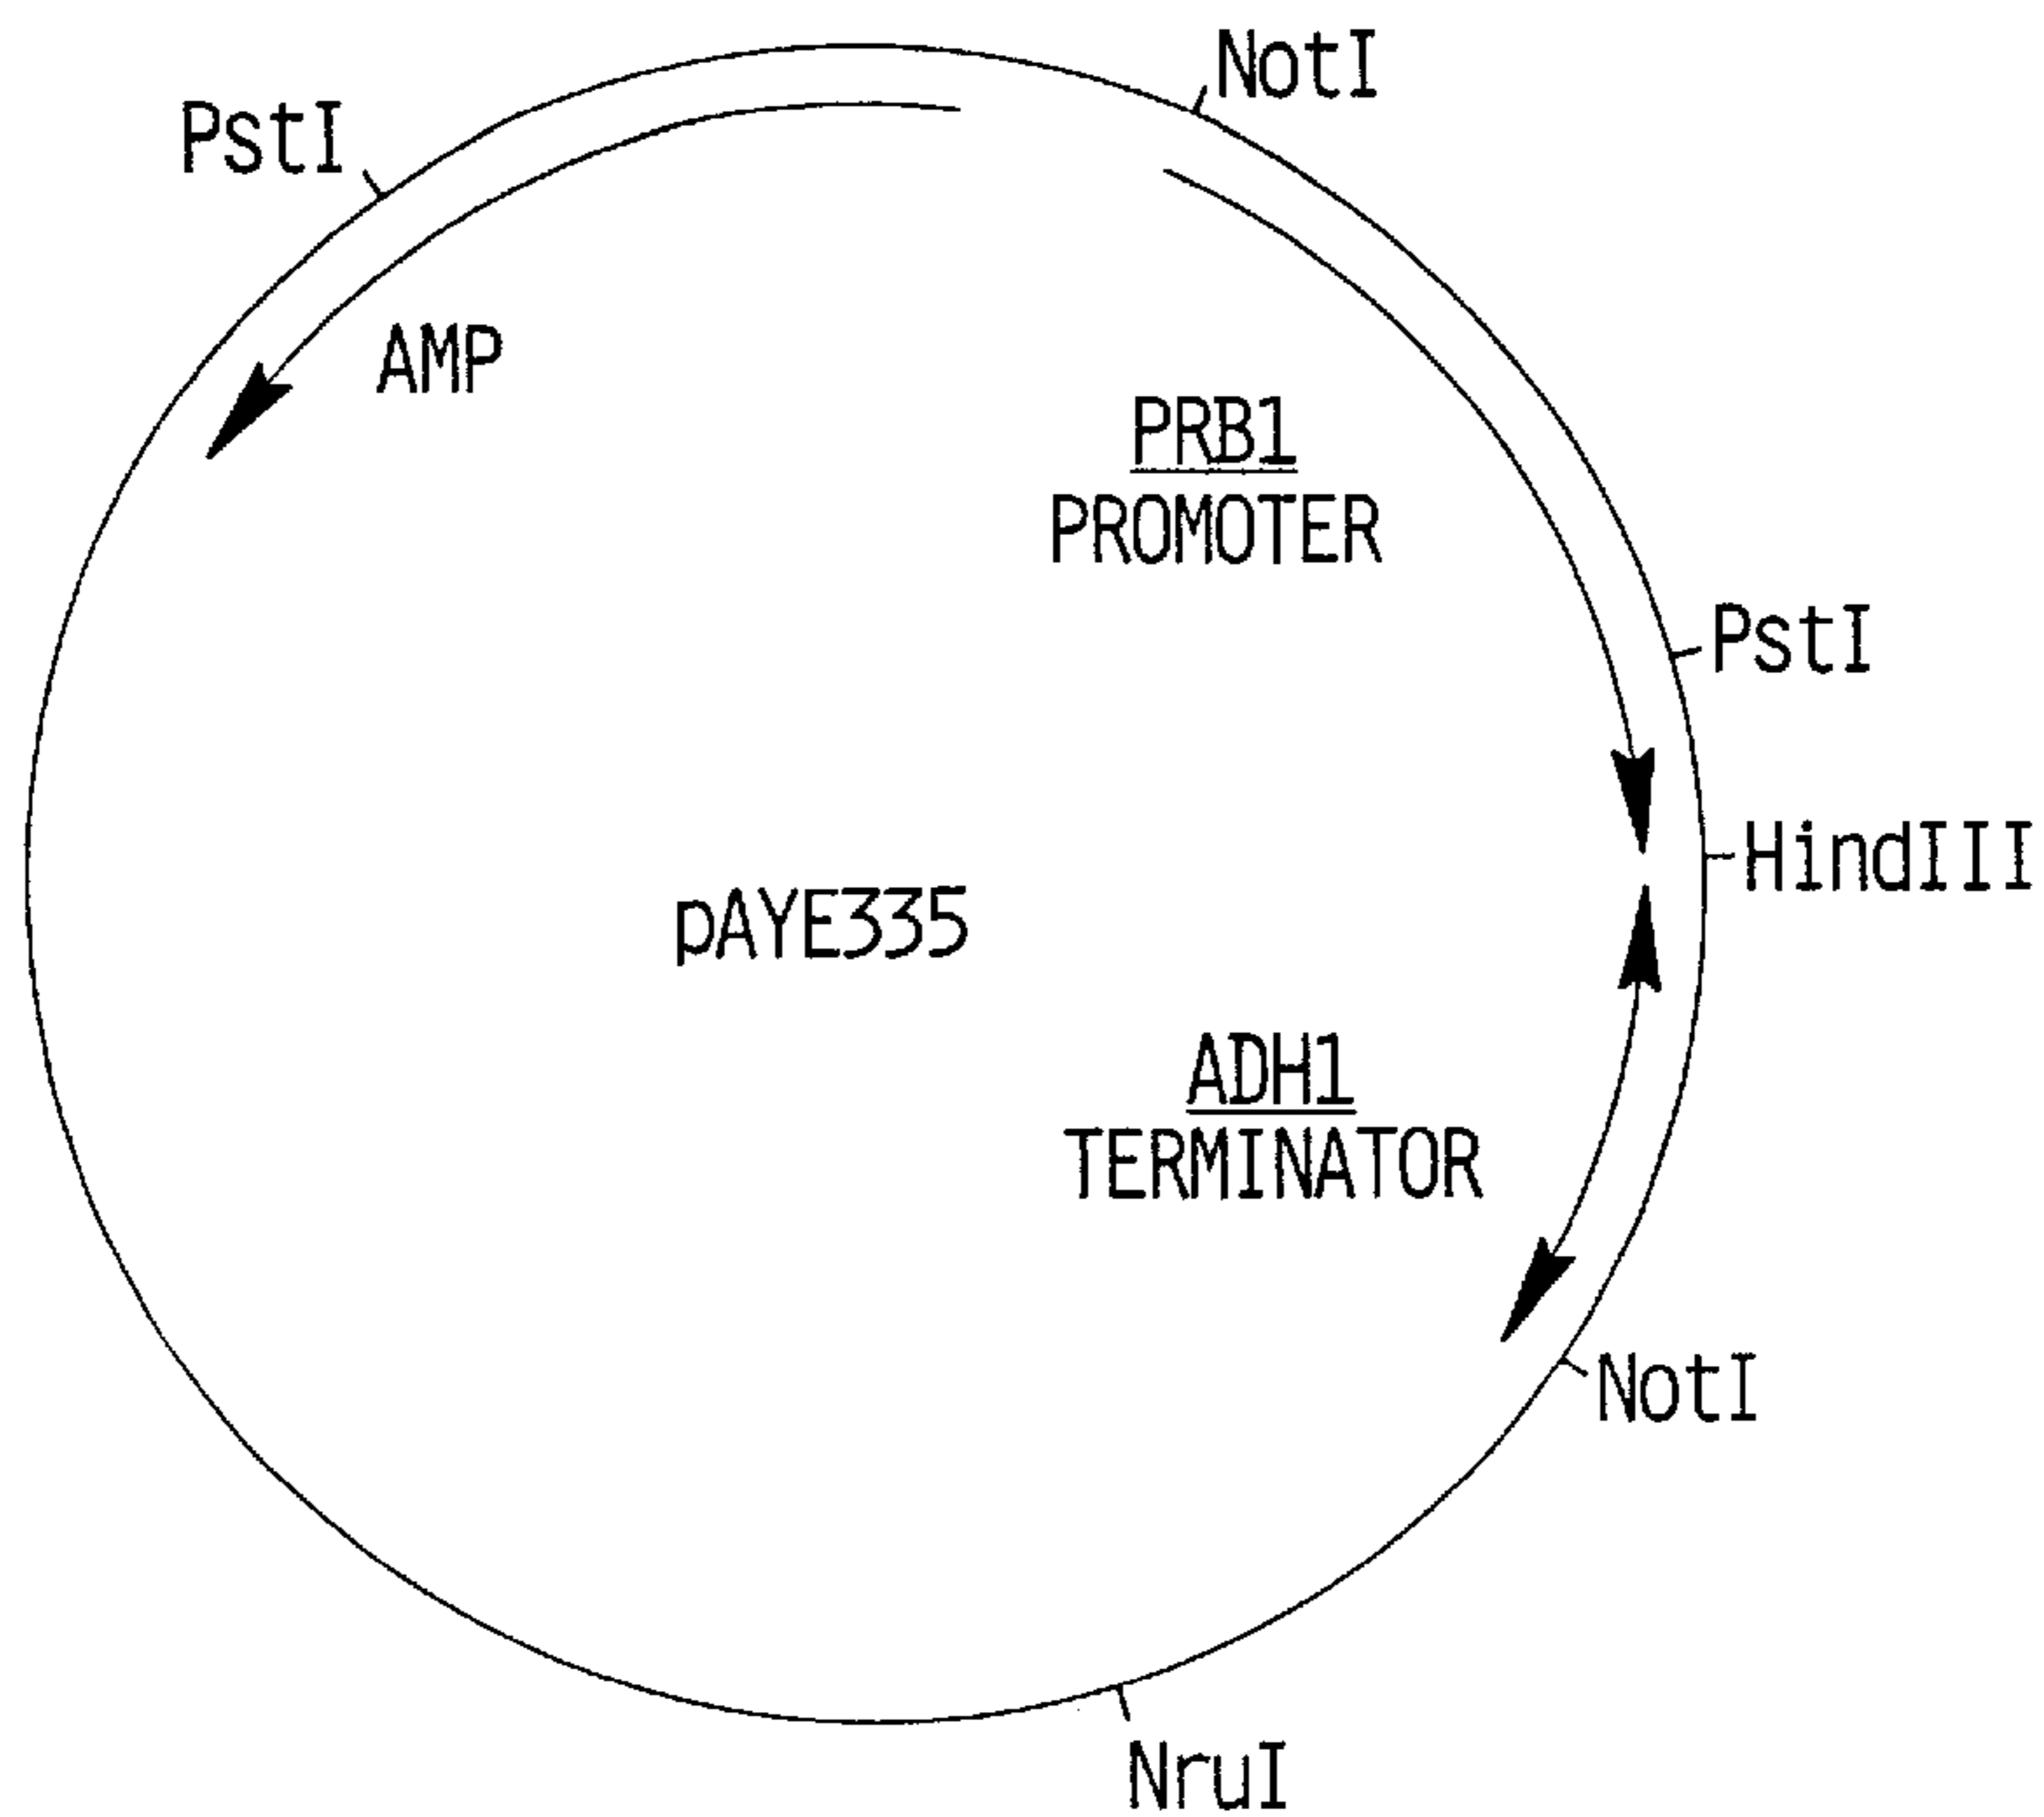 NotI
PstI
AMP
PRB1
PROMOTER
PstI
HindIII
pAYE335
ADH1
TERMINATOR
NotI
NruI